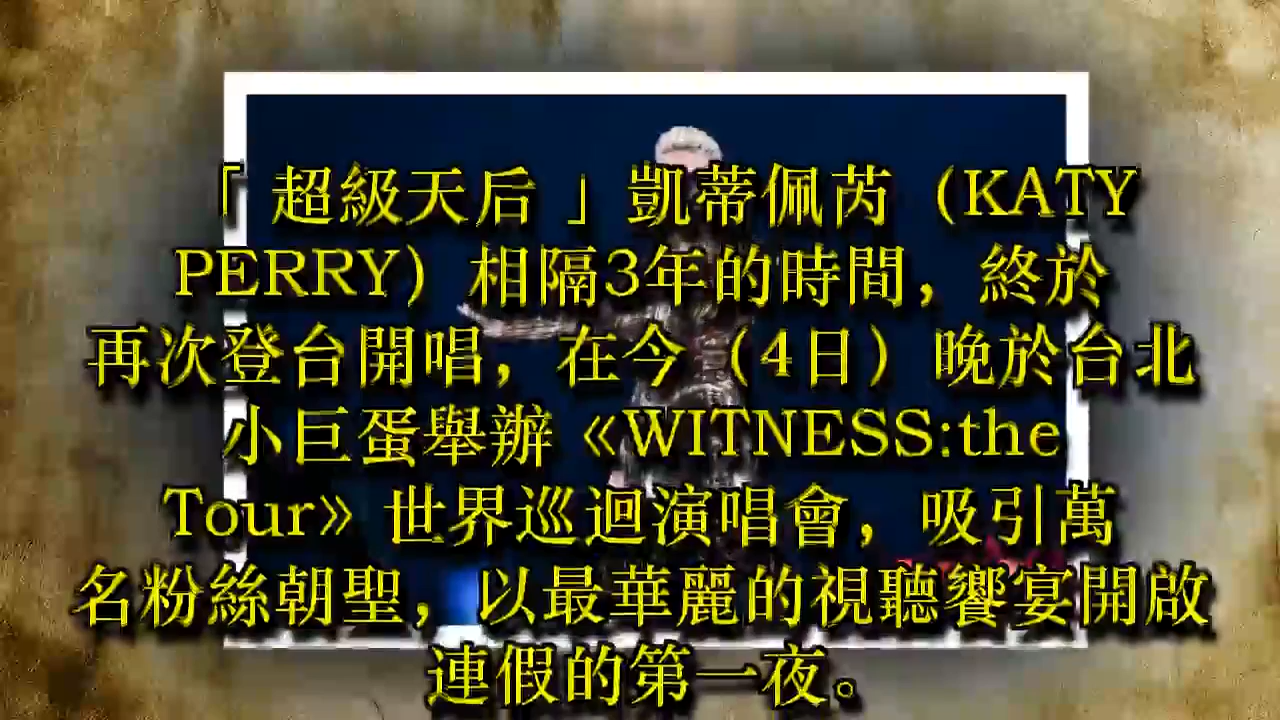 「 超級天后 」凱蒂佩芮（KATY
PERRY）相隔3年的時間，終於
再次登台開唱，在今（4日）晚於台北
小巨蛋舉辦《WITNESS:the
Tour》世界巡迴演唱會，吸引萬
名粉絲朝聖，以最華麗的視聽饗宴開啟
連假的第一夜。